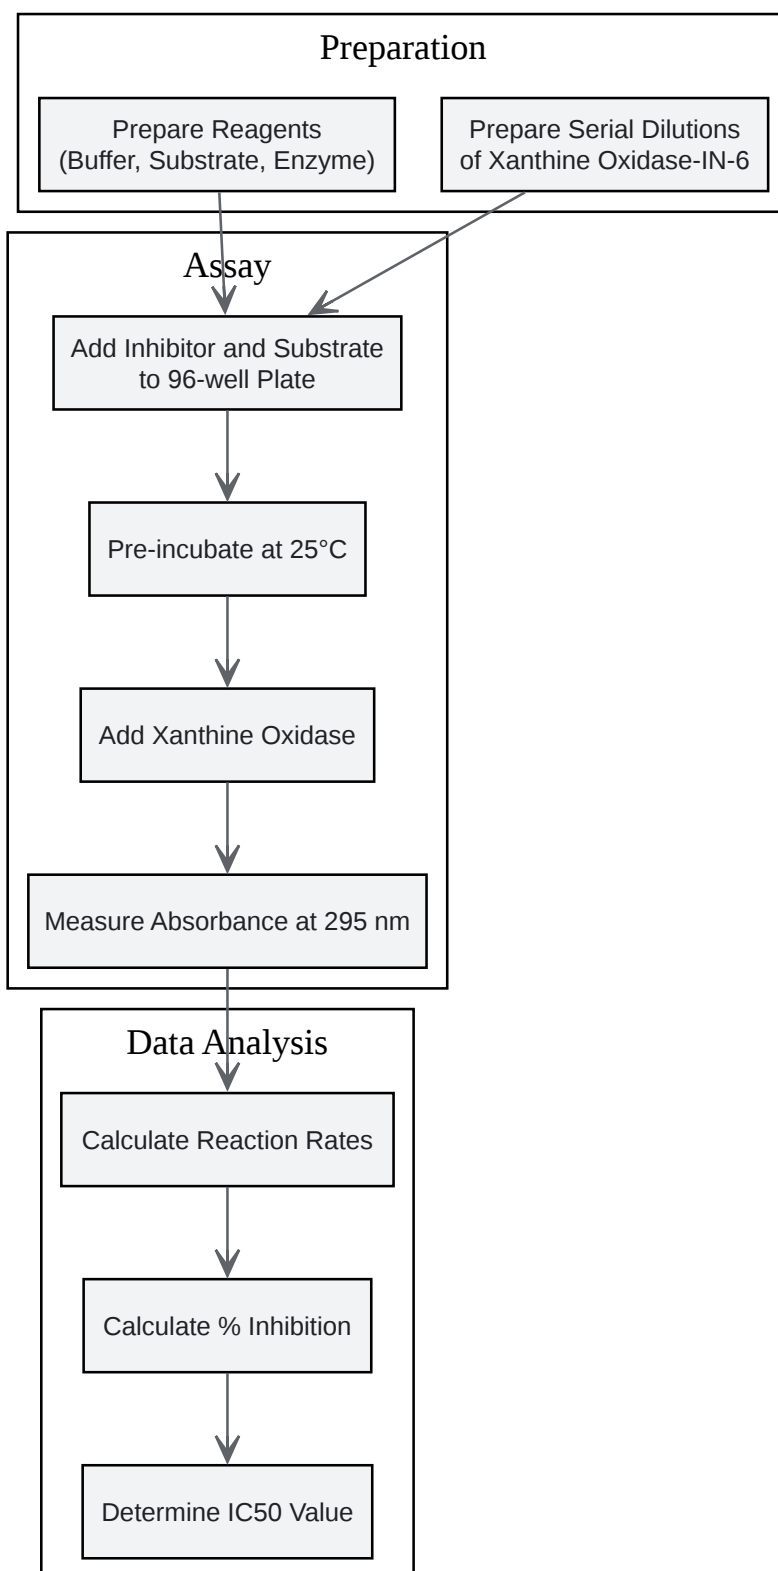 Preparation
Prepare Reagents
(Buffer, Substrate, Enzyme)
Prepare Serial Dilutions
of Xanthine Oxidase-IN-6
Assay
Add Inhibitor and Substrate
to 96-well Plate
Pre-incubate at 25°C
Add Xanthine Oxidase
Measure Absorbance at 295 nm
Data Analysis
Calculate Reaction Rates
Calculate % Inhibition
Determine IC50 Value